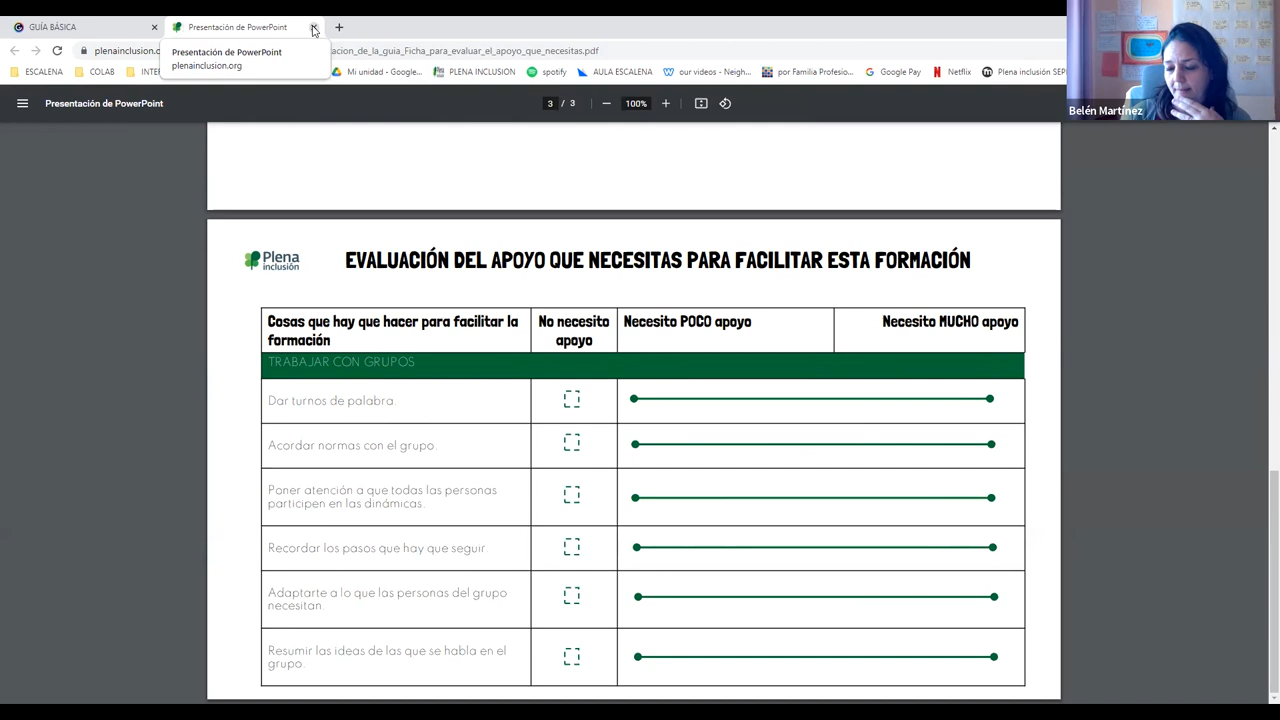 GUÍA BÁSICA
Presentación de PowerPoint
plenainclusion.o
acion_de_la_guia_Ficha_para_evaluar_el_apoyo_que_necesitas.pdf
Presentación de PowerPoint
plenainclusion.org
ESCALENA
COLAB
INTE
Mi unidad - Google...
PLENA INCLUSION
spotify
AULA ESCALENA
our videos - Neigh...
por Familia Profesio...
Google Pay
Netflix
Plena inclusión SEP
Presentación de PowerPoint
3 / 3
100%
Belén Martínez
Plena
inclusión
EVALUACIÓN DEL APOYO QUE NECESITAS PARA FACILITAR ESTA FORMACIÓN
Cosas que hay que hacer para facilitar la
formación
No necesito
apoyo
Necesito POCO apoyo
Necesito MUCHO apoyo
TRABAJAR CON GRUPOS
Dar turnos de palabra.
Acordar normas con el grupo.
Poner atención a que todas las personas
participen en las dinámicas.
Recordar los pasos que hay que seguir
Adaptarte a lo que las personas del grupo
necesitan.
Resumir las ideas de las que se habla en el
grupo.